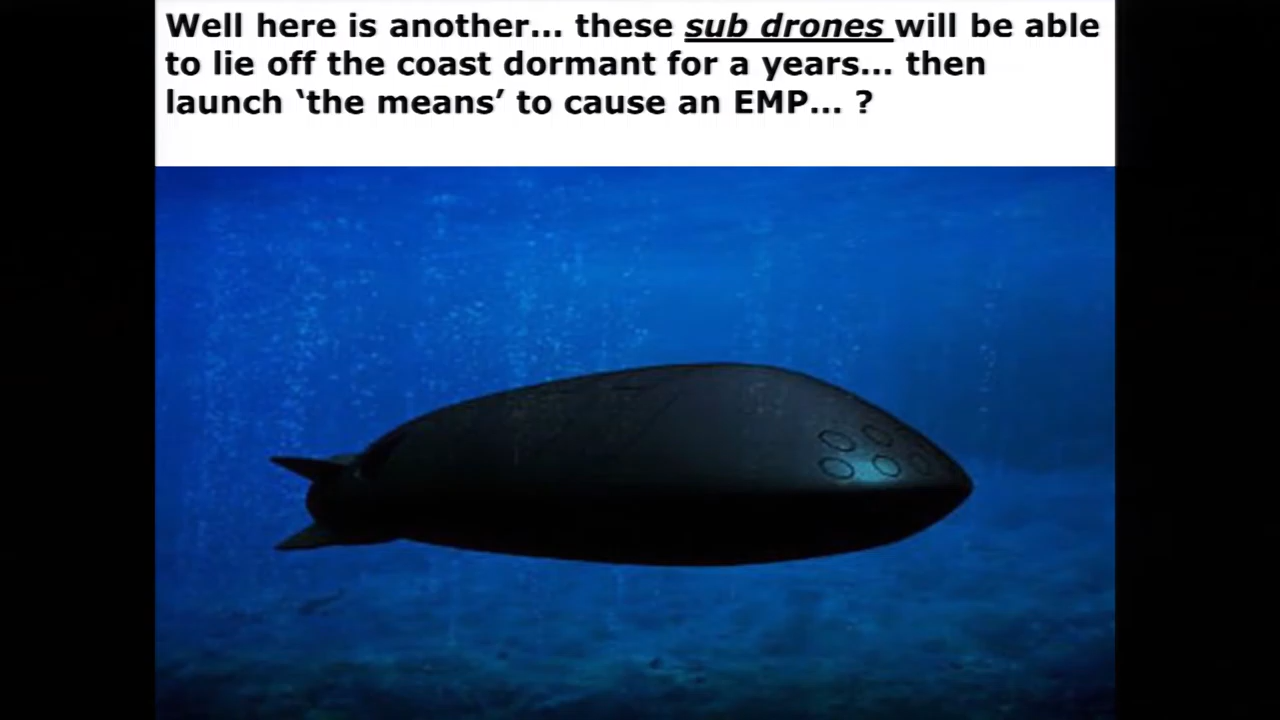 Well here is another... these sub drones will be able
to lie off the coast dormant for a years... then
launch ‘the means’ to cause an EMP... ?